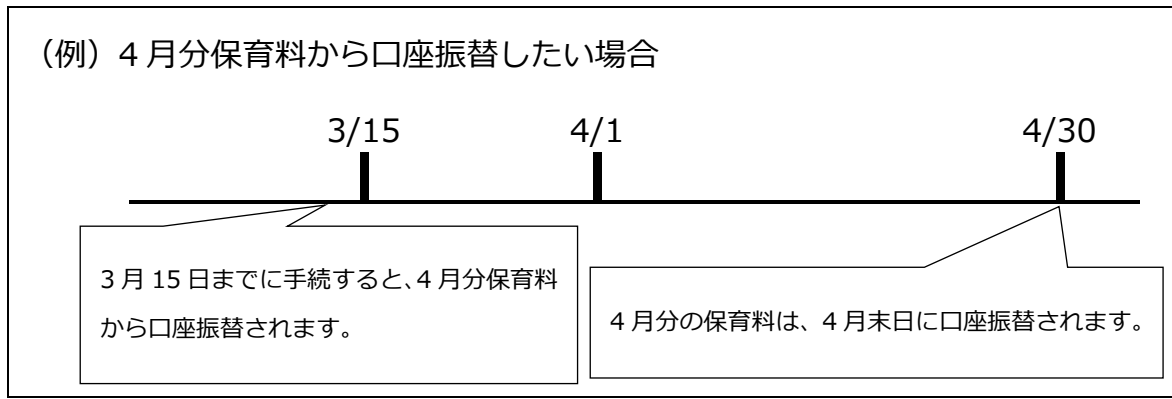 （例）4 月分保育料から口座振替したい場合
3/15
4/1
4/30
3 月 15 日までに手続すると、4 月分保育料
から口座振替されます。
4 月分の保育料は、4 月末日に口座振替されます。